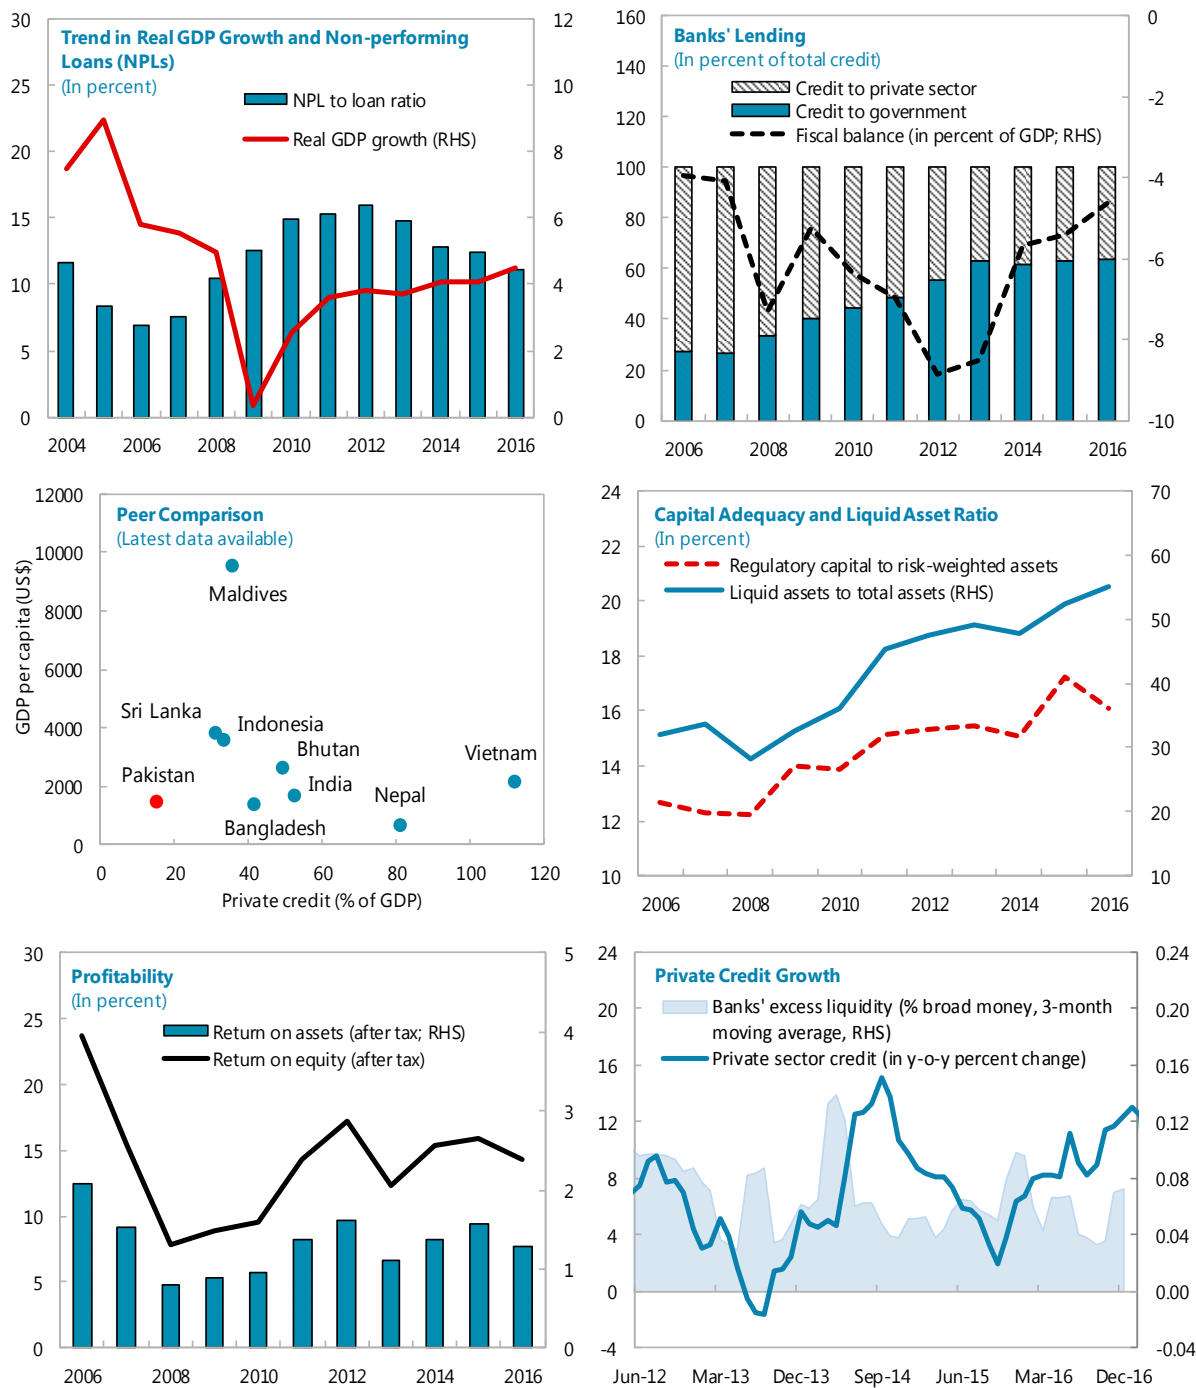 Trend in Real GDP Growth and Non-performing
Loans (NPLs)
(In percent)
NPL to loan ratio
Real GDP growth (RHS)
30
25
20
15
10
5
0
12
10
8
6
4
2
0
2004
2006
2008
2010
2012
2014
2016
Banks' Lending
(In percent of total credit)
Credit to private sector
Credit to government
Fiscal balance (in percent of GDP; RHS)
160
140
120
100
80
60
40
20
0
0
-2
-4
-6
-8
-10
2006
2008
2010
2012
2014
2016
Peer Comparison
(Latest data available)
GDP per capita (US$)
12000
10000
8000
6000
4000
2000
0
Maldives
Sri Lanka
Indonesia
Bhutan
Vietnam
Pakistan
India
Nepal
Bangladesh
0
20
40
60
80
100
120
Private credit (% of GDP)
Capital Adequacy and Liquid Asset Ratio
(In percent)
Regulatory capital to risk-weighted assets
Liquid assets to total assets (RHS)
24
22
20
18
16
14
12
10
70
60
50
40
30
20
10
2006
2008
2010
2012
2014
2016
Profitability
(In percent)
Return on assets (after tax; RHS)
Return on equity (after tax)
30
25
20
15
10
5
0
5
4
3
2
1
0
2006
2008
2010
2012
2014
2016
Private Credit Growth
Banks' excess liquidity (% broad money, 3-month
moving average, RHS)
Private sector credit (in y-o-y percent change)
24
20
16
12
8
4
0
-4
0.24
0.20
0.16
0.12
0.08
0.04
0.00
-0.04
Jun-12
Mar-13
Dec-13
Sep-14
Jun-15
Mar-16
Dec-16